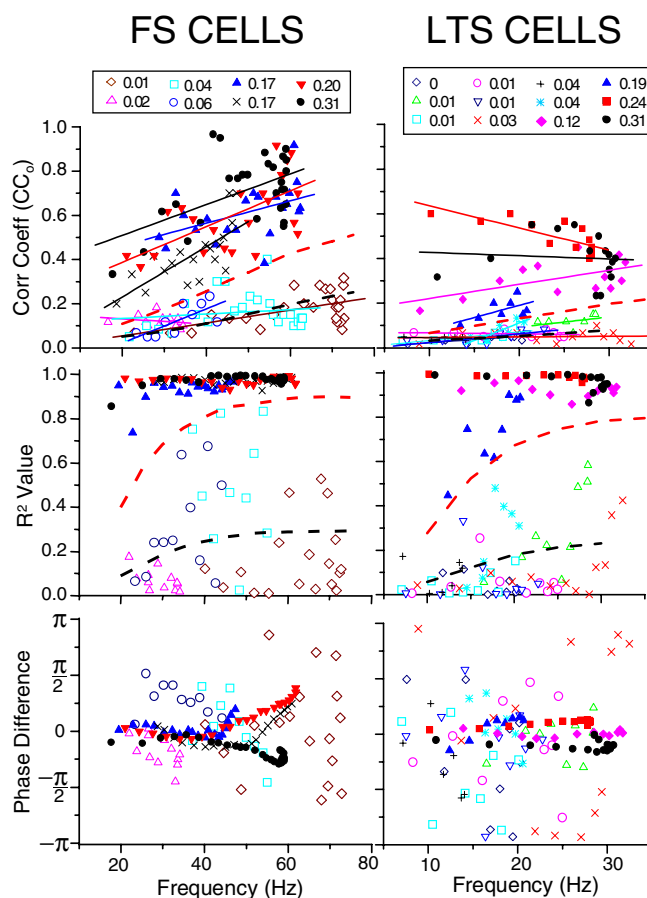 FS CELLS
LTS CELLS
0.01 0.04 0.17 0.20
0.02 0.06 0.17 0.31
0 0.01 0.04 0.19
0.01 0.01 0.04 0.24
0.01 0.03 0.12 0.31
Corr Coeff (CCo)
1.0
0.8
0.6
0.4
0.2
0.0
R² Value
1.0
0.8
0.6
0.4
0.2
0.0
Phase Difference
π/2
0
−π/2
−π
20 40 60 80
Frequency (Hz)
10 20 30
Frequency (Hz)